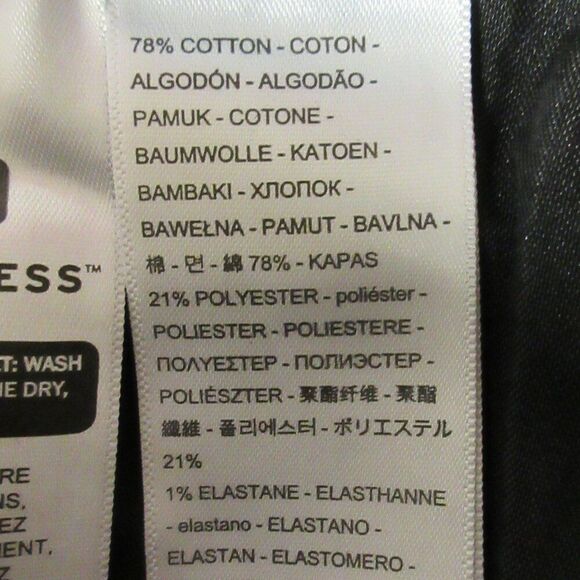 78% COTTON - COTON -
ALGODÓN - ALGODÃO -
PAMUK - COTONE -
BAUMWOLLE - KATOEN -
BAMBAKI - ХЛОПОК -
BAWEŁNA - PAMUT - BAVLNA -
棉 - 면 - 綿 78% - KAPAS
21% POLYESTER - poliéster -
POLIESTER - POLIESTERE -
ΠΟΛΥΕΣΤΕΡ - ПОЛИЭСТЕР -
POLIÉSZTER - 聚酯纤维 - 聚酯
纖維 - 폴리에스터 - ポリエステル
21%
1% ELASTANE - ELASTHANNE
- elastano - ELASTANO -
ELASTAN - ELASTOMERO -
ESS™
T: WASH
E DRY,
RE
NS,
EZ
MENT.
Z